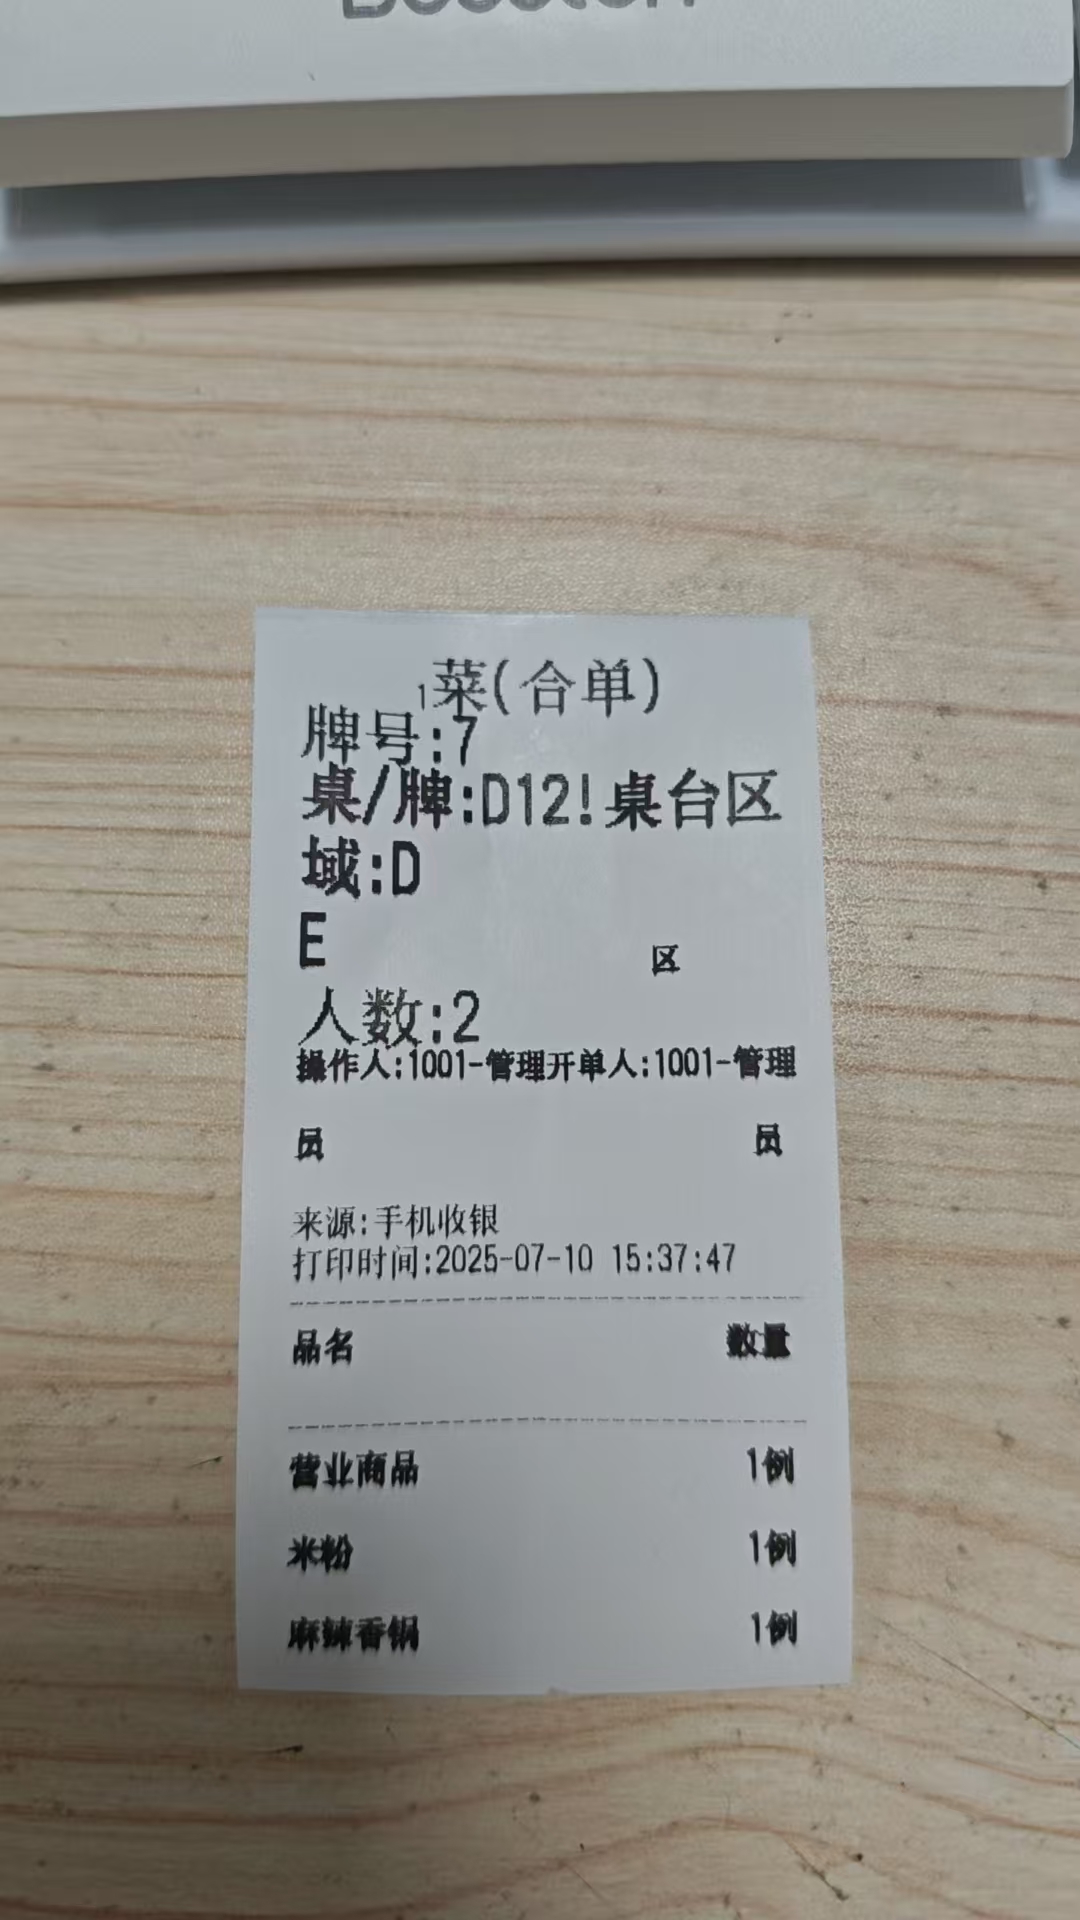 1菜(合单)
牌号:7
桌/牌:D12!桌台区
域:D
E 区
人数:2
操作人:1001-管理开单人:1001-管理
员 员
来源:手机收银
打印时间:2025-07-10 15:37:47
品名 数量
营业商品 1例
米粉 1例
麻辣香锅 1例